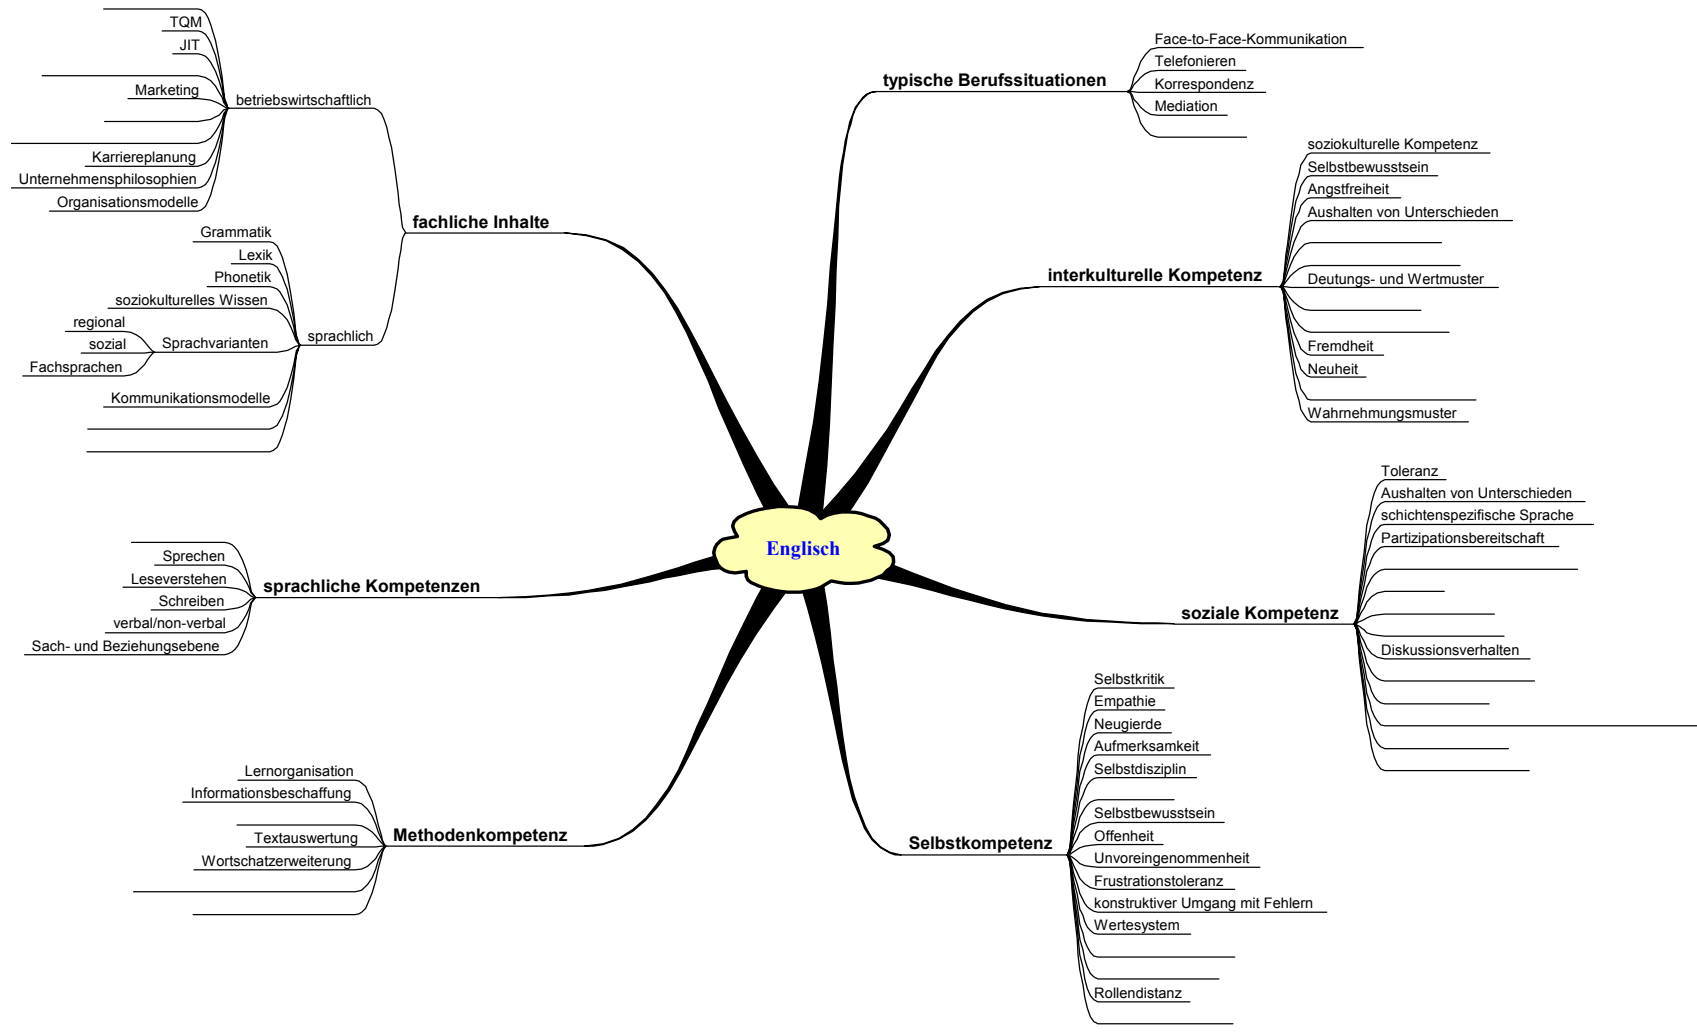 TQM
JIT
Marketing
betriebswirtschaftlich
Karriereplanung
Unternehmensphilosophien
Organisationsmodelle
fachliche Inhalte
Grammatik
Lexik
Phonetik
soziokulturelles Wissen
regional
sozial
Fachsprachen
Sprachvarianten
sprachlich
Kommunikationsmodelle
typische Berufssituationen
Face-to-Face-Kommunikation
Telefonieren
Korrespondenz
Mediation
interkulturelle Kompetenz
soziokulturelle Kompetenz
Selbstbewusstsein
Angstfreiheit
Aushalten von Unterschieden
Deutungs- und Wertmuster
Fremdheit
Neuheit
Wahrnehmungsmuster
Englisch
sprachliche Kompetenzen
Sprechen
Leseverstehen
Schreiben
verbal/non-verbal
Sach- und Beziehungsebene
soziale Kompetenz
Toleranz
Aushalten von Unterschieden
schichtenspezifische Sprache
Partizipationsbereitschaft
Diskussionsverhalten
Methodenkompetenz
Lernorganisation
Informationsbeschaffung
Textauswertung
Wortschatzerweiterung
Selbstkompetenz
Selbstkritik
Empathie
Neugierde
Aufmerksamkeit
Selbstdisziplin
Selbstbewusstsein
Offenheit
Unvoreingenommenheit
Frustrationstoleranz
konstruktiver Umgang mit Fehlern
Wertesystem
Rollendistanz